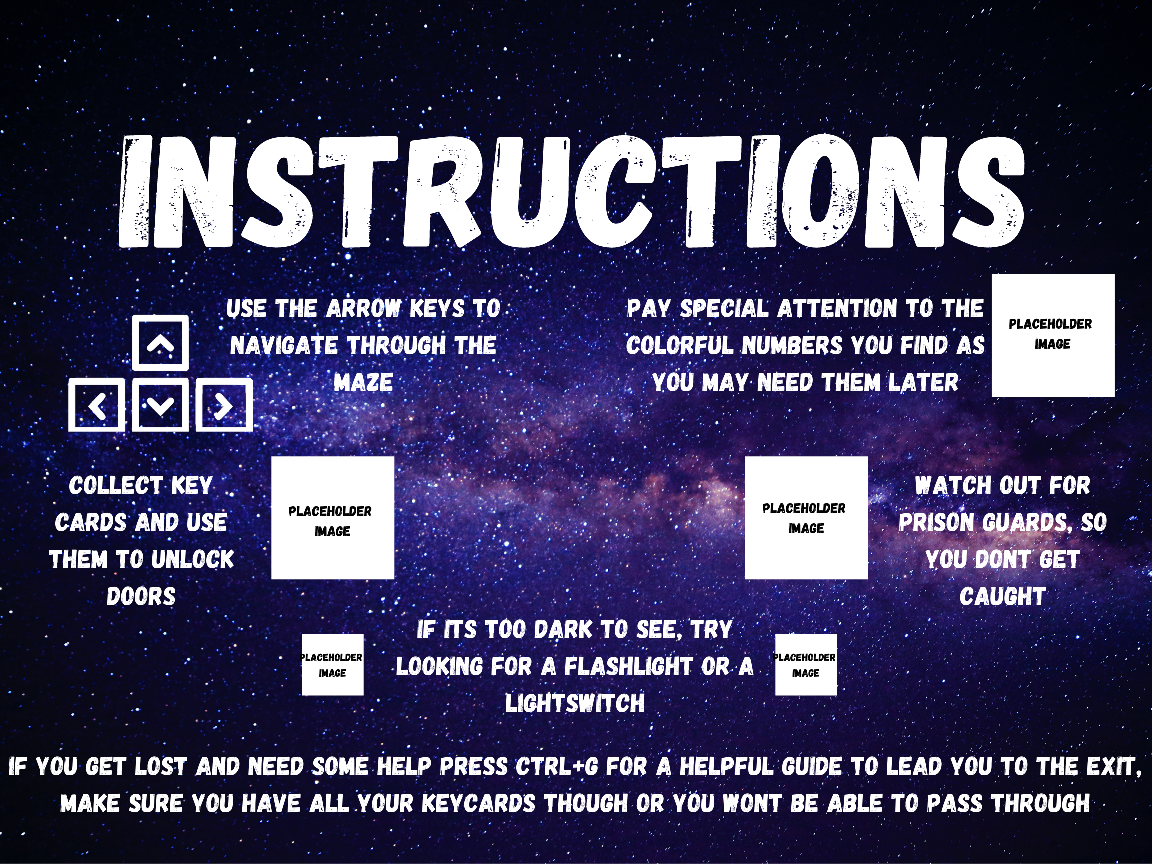 INSTRUCTIONS
USE THE ARROW KEYS TO
NAVIGATE THROUGH THE
MAZE
PAY SPECIAL ATTENTION TO THE
COLORFUL NUMBERS YOU FIND AS
YOU MAY NEED THEM LATER
PLACEHOLDER
IMAGE
COLLECT KEY
CARDS AND USE
THEM TO UNLOCK
DOORS
PLACEHOLDER
IMAGE
PLACEHOLDER
IMAGE
WATCH OUT FOR
PRISON GUARDS, SO
YOU DONT GET
CAUGHT
PLACEHOLDER
IMAGE
IF ITS TOO DARK TO SEE, TRY
LOOKING FOR A FLASHLIGHT OR A
LIGHTSWITCH
PLACEHOLDER
IMAGE
IF YOU GET LOST AND NEED SOME HELP PRESS CTRL+G FOR A HELPFUL GUIDE TO LEAD YOU TO THE EXIT,
MAKE SURE YOU HAVE ALL YOUR KEYCARDS THOUGH OR YOU WONT BE ABLE TO PASS THROUGH